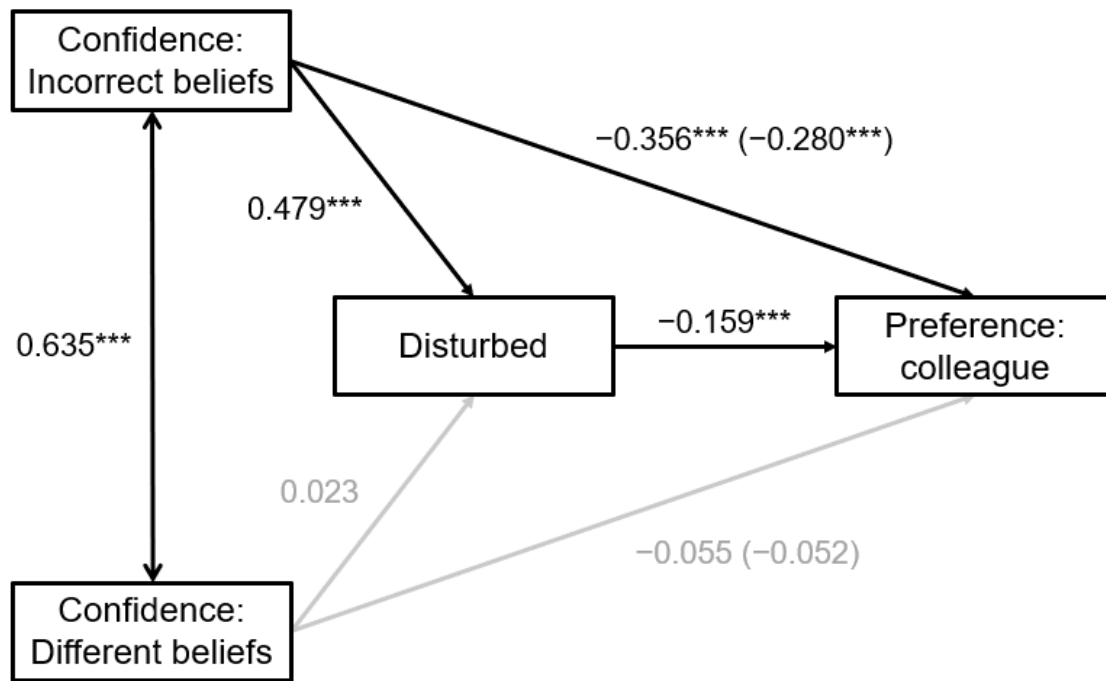 Confidence:
Incorrect beliefs
−0.356*** (−0.280***)
0.479***
0.635***
Disturbed
−0.159***
Preference:
colleague
0.023
−0.055 (−0.052)
Confidence:
Different beliefs